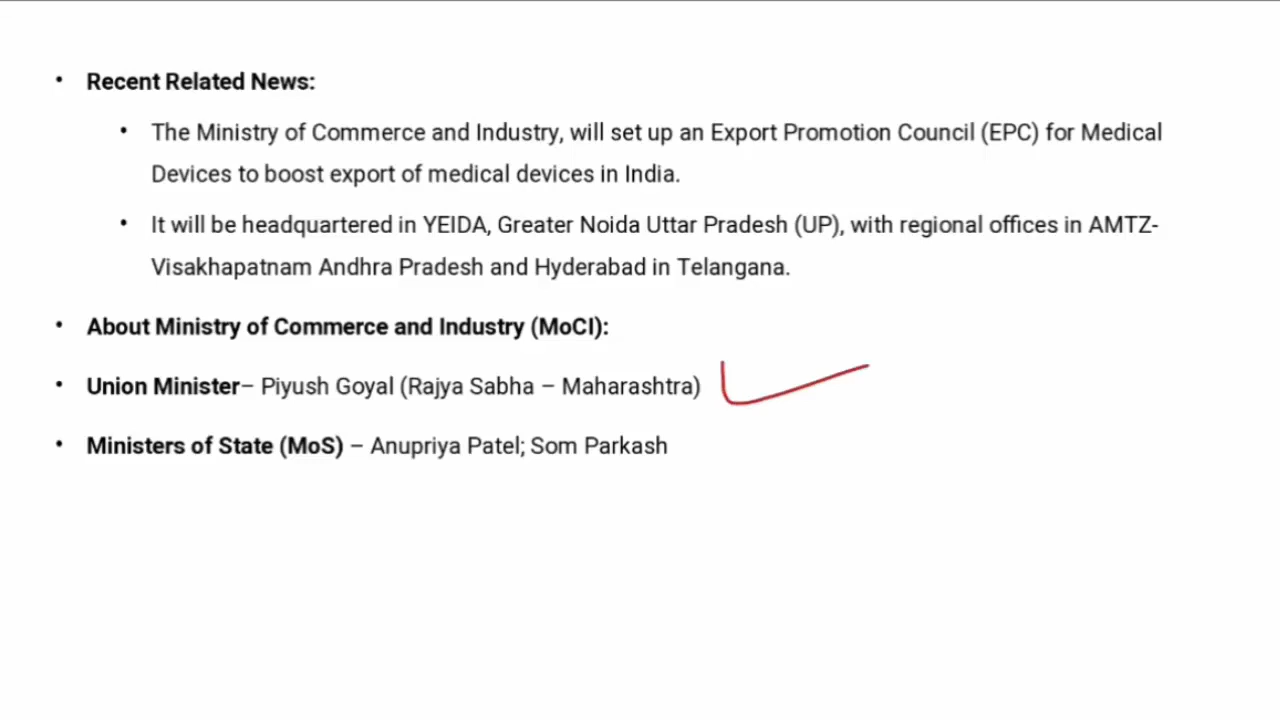 • Recent Related News:
• The Ministry of Commerce and Industry, will set up an Export Promotion Council (EPC) for Medical
Devices to boost export of medical devices in India.
• It will be headquartered in YEIDA, Greater Noida Uttar Pradesh (UP), with regional offices in AMTZ-
Visakhapatnam Andhra Pradesh and Hyderabad in Telangana.
• About Ministry of Commerce and Industry (MoCI):
• Union Minister– Piyush Goyal (Rajya Sabha – Maharashtra)
• Ministers of State (MoS) – Anupriya Patel; Som Parkash